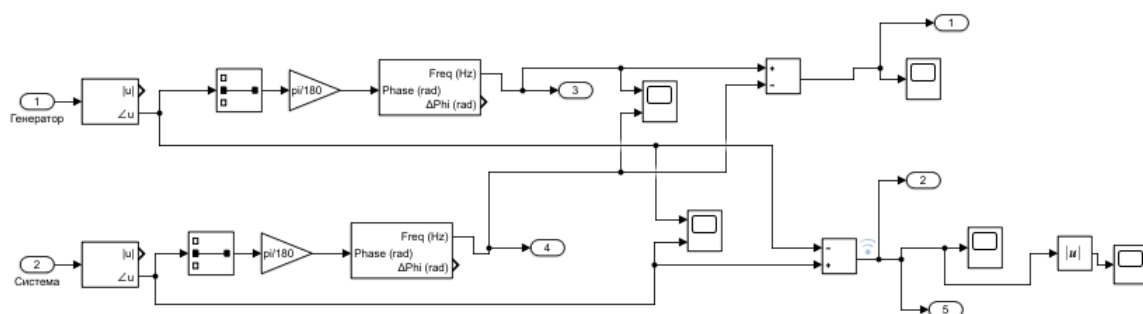 1
Freq (Hz)
|u|
Phase (rad)
pi/180
+
−
1
3
∠u
ΔPhi (rad)
Генератор
2
Freq (Hz)
|u|
Phase (rad)
pi/180
4
−
+
|u|
2
∠u
ΔPhi (rad)
Система
5